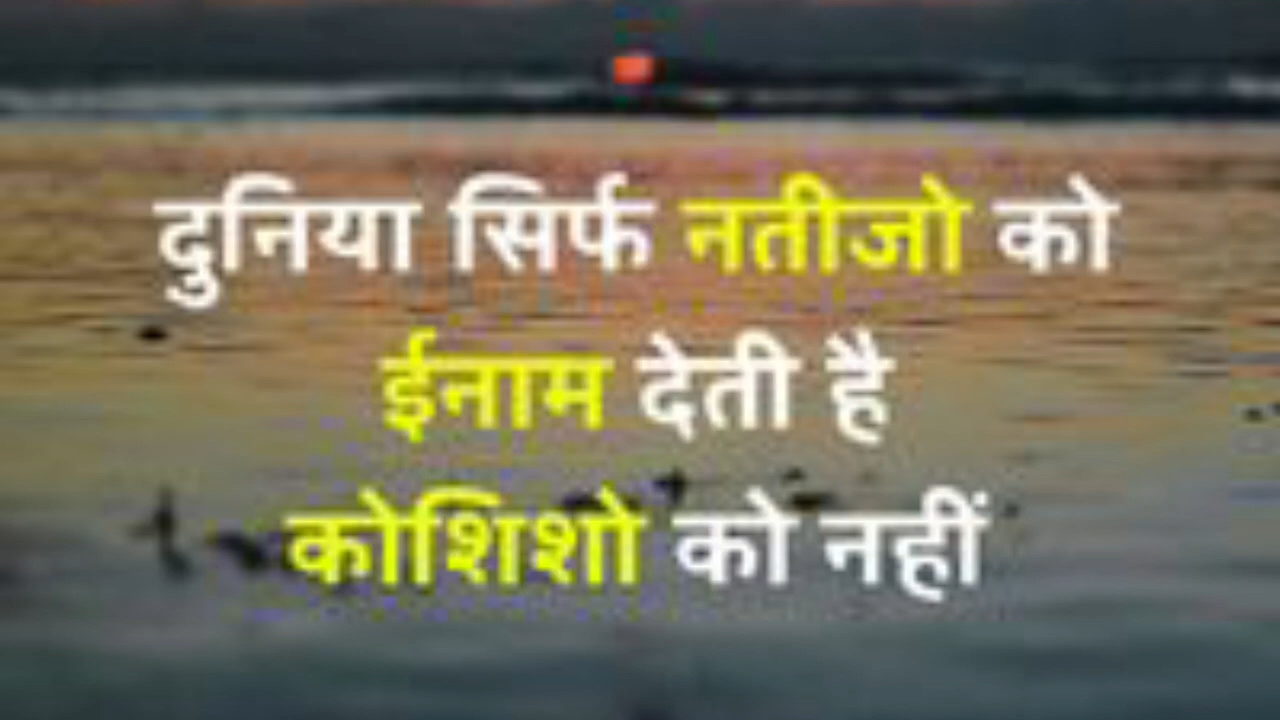 दुनिया सिर्फ नतीजो को
ईनाम देती है
कोशिशो को नहीं